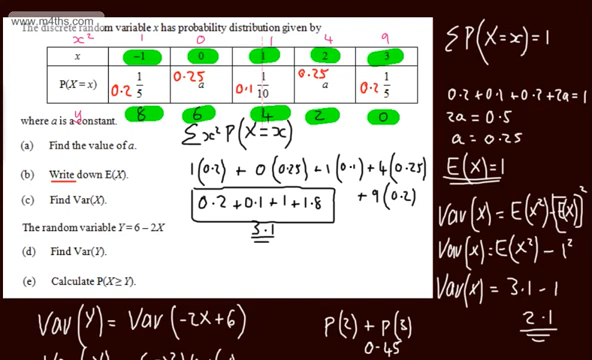 www.m4ths.com
The discrete random variable x has probability distribution given by
x² 1 0 1 4 9
x -1 0 1 2 3
P(X = x) 0.2 1/5 0.25 a 0.1 1/10 0.25 a 0.2 1/5
y 8 6 4 2 0
where a is a constant.
Σx²P(X=x)
(a) Find the value of a.
(b) Write down E(X).
(c) Find Var(X).
The random variable Y = 6 – 2X
(d) Find Var(Y).
(e) Calculate P(X ≥ Y).
1(0.2) + 0(0.25) + 1(0.1) + 4(0.25)
+ 9(0.2)
0.2 + 0.1 + 1 + 1.8
3.1
ΣP(X=x)=1
0.2+0.1+0.2+2a=1
2a = 0.5
a = 0.25
E(X)=1
Var(x) = E(x²)-[E(x)]²
Var(x) = E(x²) - 1²
Var(x) = 3.1 - 1
2.1
Var(Y) = Var(-2x+6)
P(2) + P(3)
0.45